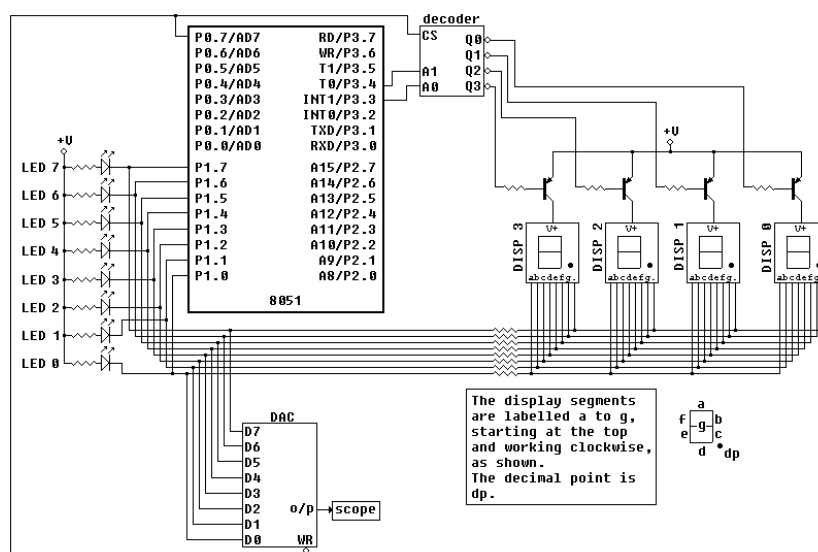 decoder
CS
Q0
Q1
Q2
Q3
A1
A0
P0.7/AD7 RD/P3.7
P0.6/AD6 WR/P3.6
P0.5/AD5 T1/P3.5
P0.4/AD4 T0/P3.4
P0.3/AD3 INT1/P3.3
P0.2/AD2 INT0/P3.2
P0.1/AD1 TXD/P3.1
P0.0/AD0 RXD/P3.0
P1.7 A15/P2.7
P1.6 A14/P2.6
P1.5 A13/P2.5
P1.4 A12/P2.4
P1.3 A11/P2.3
P1.2 A10/P2.2
P1.1 A9/P2.1
P1.0 A8/P2.0
8051
+V
LED 7
LED 6
LED 5
LED 4
LED 3
LED 2
LED 1
LED 0
+V
DISP 3
V+
abcdefg.
DISP 2
V+
abcdefg.
DISP 1
V+
abcdefg.
DISP 0
V+
abcdefg.
DAC
D7
D6
D5
D4
D3
D2
D1
D0
o/p
WR
scope
The display segments
are labelled a to g,
starting at the top
and working clockwise,
as shown.
The decimal point is
dp.
a
f b
g
e c
d dp